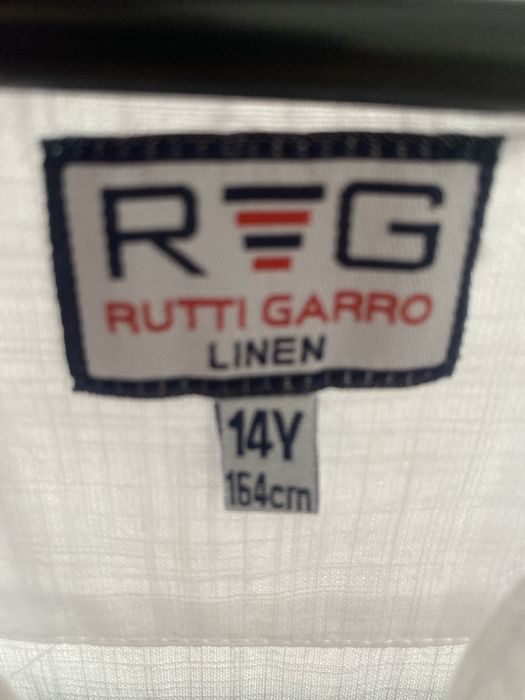 RG
RUTTI GARRO
LINEN
14Y
164cm